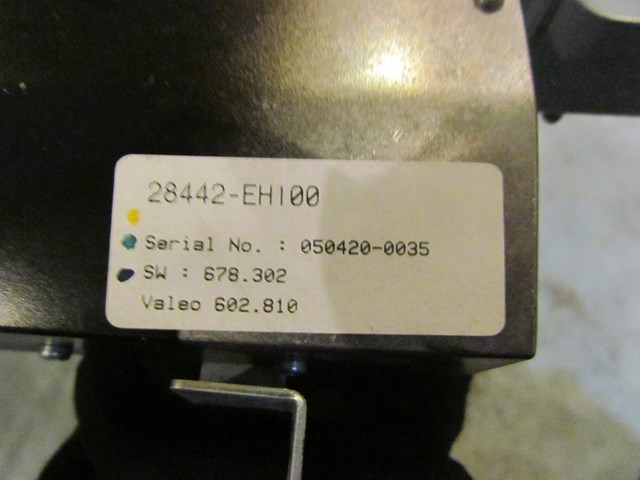 28442-EH100
Serial No. : 050420-0035
SW : 678.302
Valeo 602.810